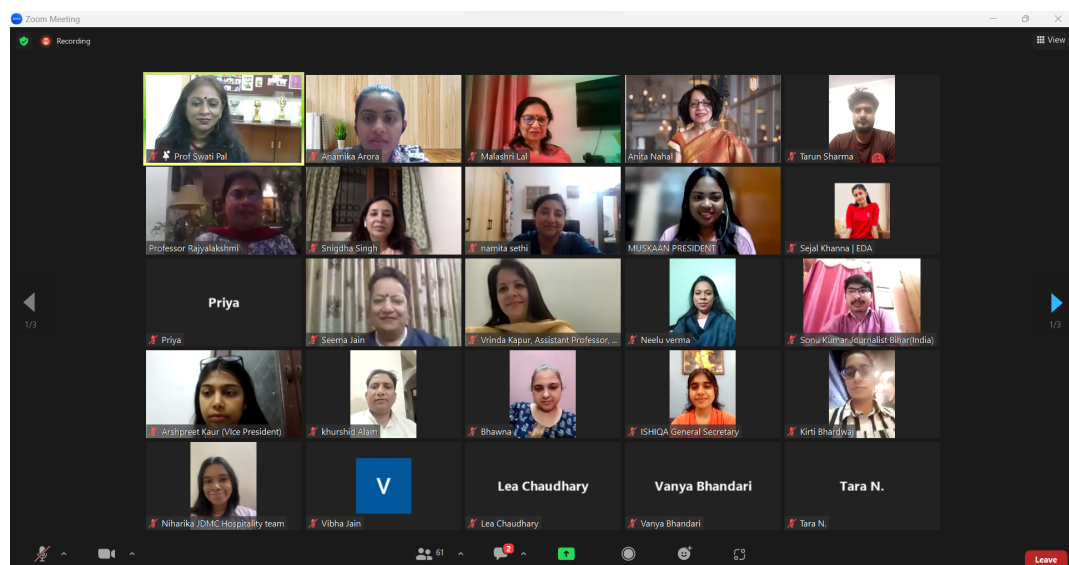 Zoom Meeting
Recording
View
Prof Swati Pal
Anamika Arora
Malashri Lal
Anita Nahal
Tarun Sharma
Professor Rajyalakshmi
Snigdha Singh
namita sethi
MUSKAAN PRESIDENT
Sejal Khanna | EDA
Priya
Priya
Seema Jain
Vrinda Kapur, Assistant Professor, ...
Neelu verma
Sonu Kumar Journalist Bihar(India)
1/3
1/3
Arshpreet Kaur (Vice President)
khurshid Alam
Bhawna
ISHIQA General Secretary
Kirti Bhardwaj
V
Lea Chaudhary
Vanya Bhandari
Tara N.
Niharika JDMC Hospitality team
Vibha Jain
Lea Chaudhary
Vanya Bhandari
Tara N.
61
2
Leave